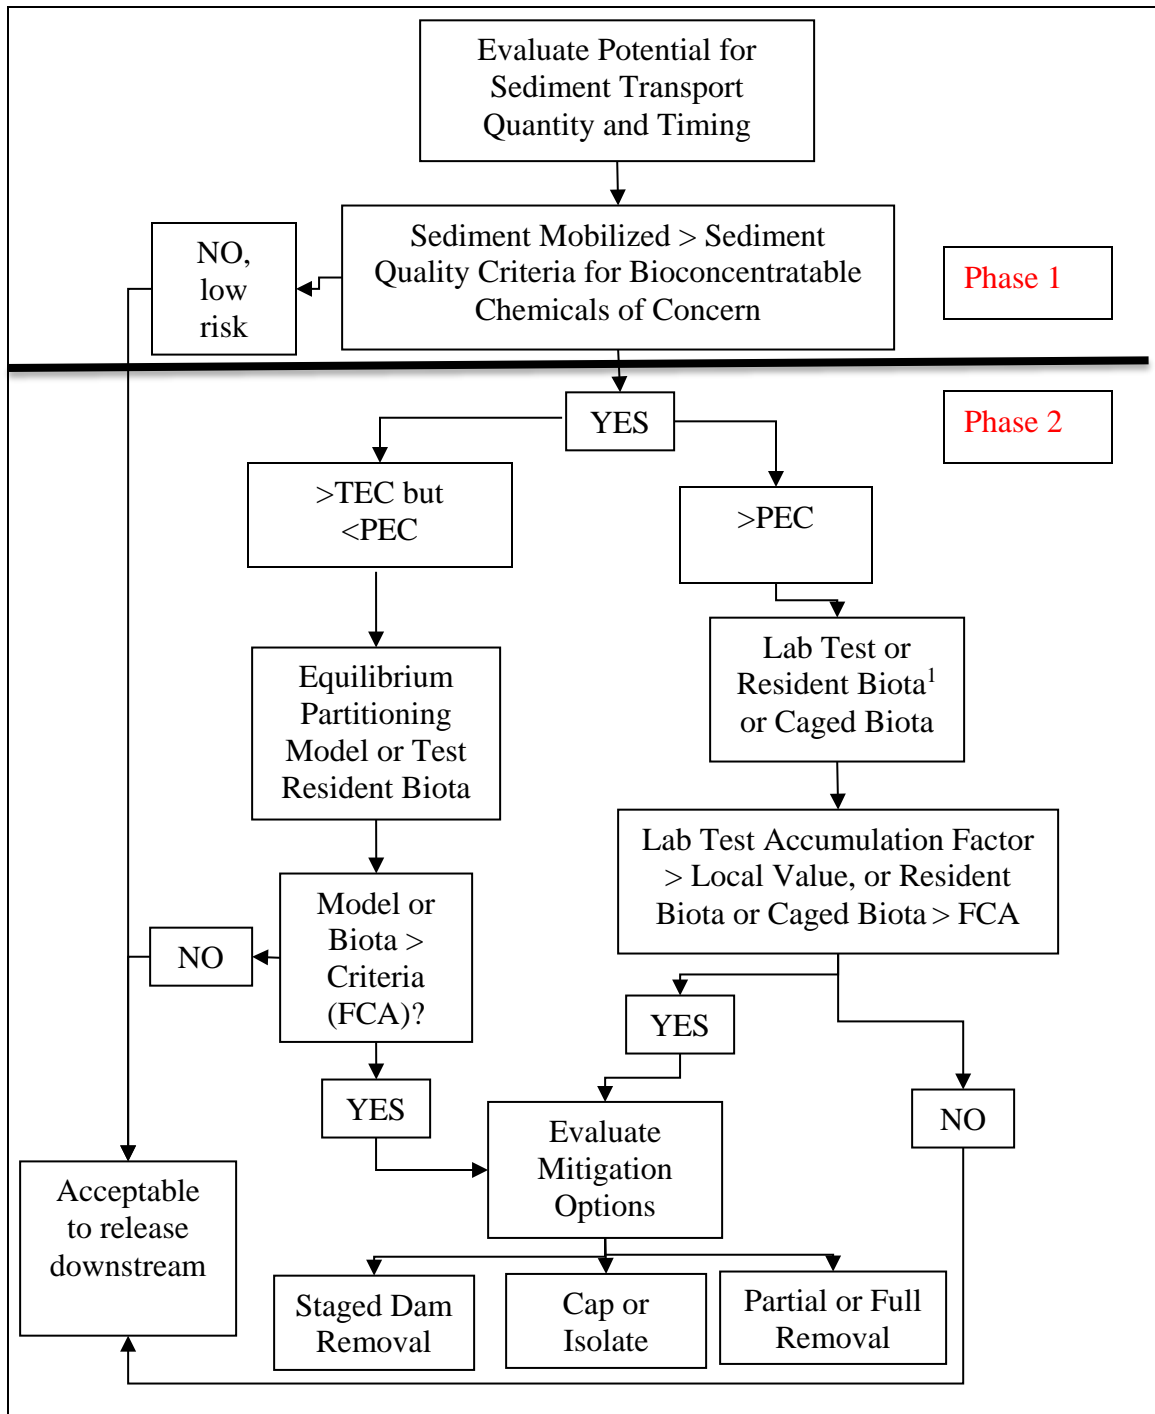 Evaluate Potential for
Sediment Transport
Quantity and Timing
NO,
low
risk
Sediment Mobilized > Sediment
Quality Criteria for Bioconcentratable
Chemicals of Concern
Phase 1
YES
Phase 2
>TEC but
<PEC
>PEC
Equilibrium
Partitioning
Model or Test
Resident Biota
Lab Test or
Resident Biota¹
or Caged Biota
Lab Test Accumulation Factor
> Local Value, or Resident
Biota or Caged Biota > FCA
Model or
Biota >
Criteria
(FCA)?
NO
YES
YES
NO
Evaluate
Mitigation
Options
Acceptable
to release
downstream
Staged Dam
Removal
Cap or
Isolate
Partial or Full
Removal